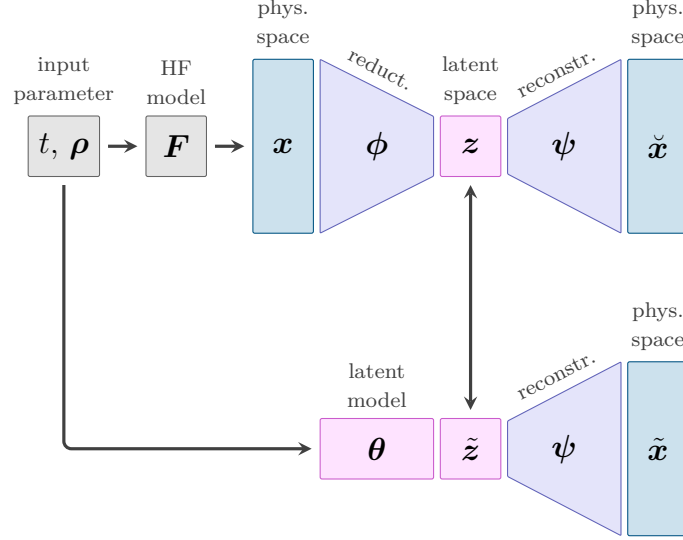 phys.
space
reduct.
latent
space
reconstr.
phys.
space
input
parameter
HF
model
t, ρ
F
x
ϕ
z
ψ
x̆
phys.
space
reconstr.
latent
model
θ
z̃
ψ
x̃